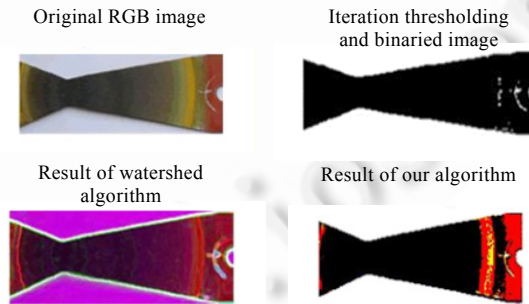 Original RGB image
Iteration thresholding
and binaried image
Result of watershed
algorithm
Result of our algorithm